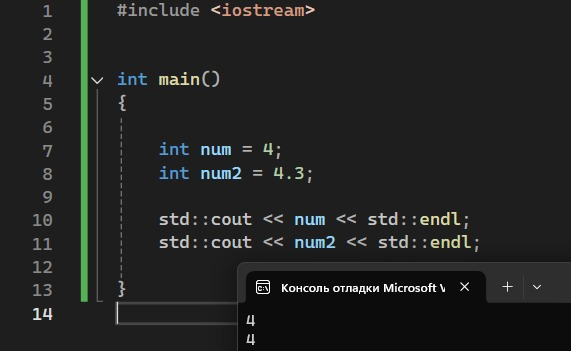 1 #include <iostream>
2
3
4 int main()
5 {
6
7 int num = 4;
8 int num2 = 4.3;
9
10 std::cout << num << std::endl;
11 std::cout << num2 << std::endl;
12
13 }
14
Консоль отладки Microsoft V
4
4